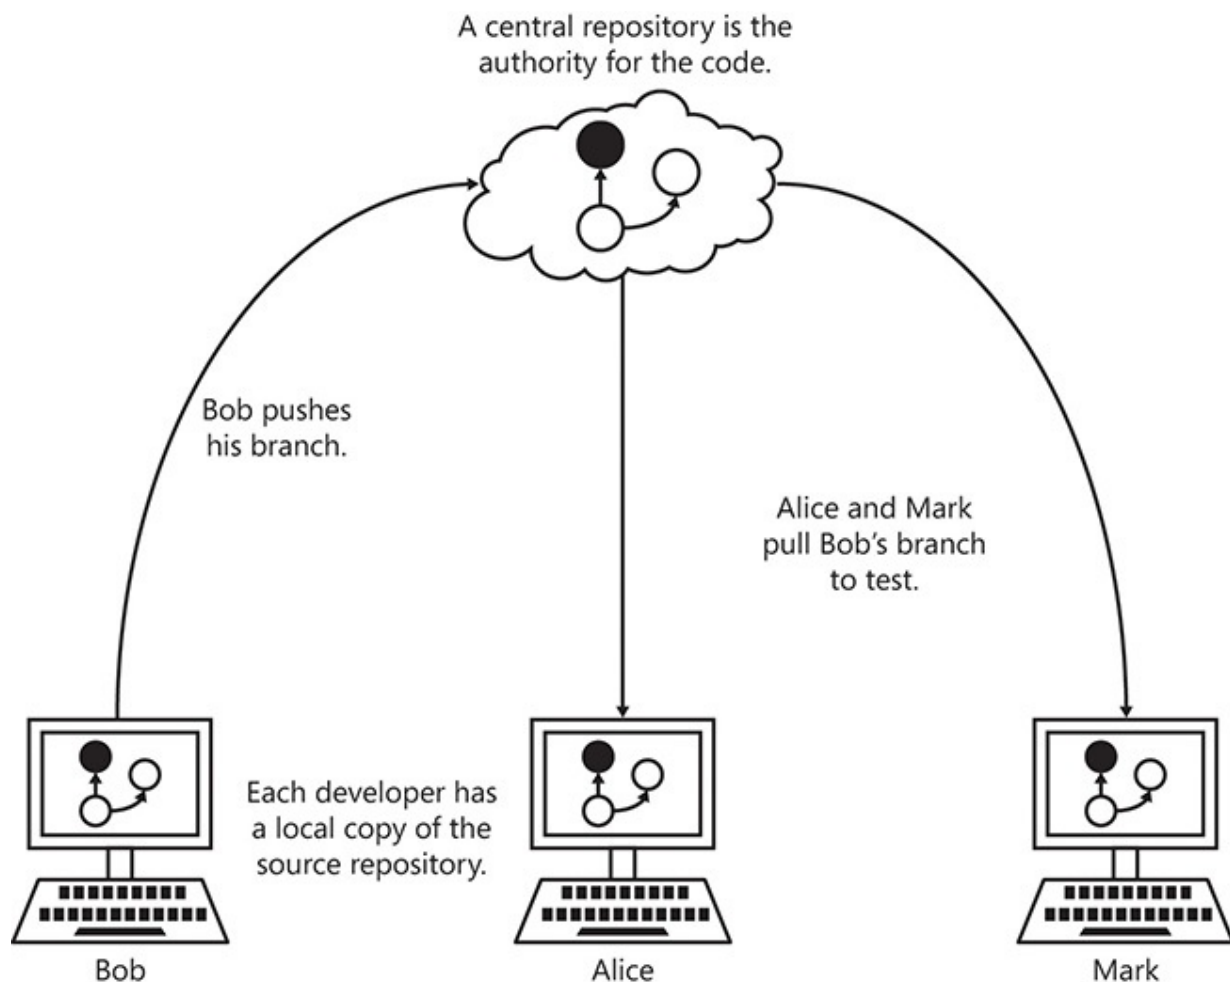 A central repository is the
authority for the code.
Bob pushes
his branch.
Alice and Mark
pull Bob’s branch
to test.
Each developer has
a local copy of the
source repository.
Bob
Alice
Mark